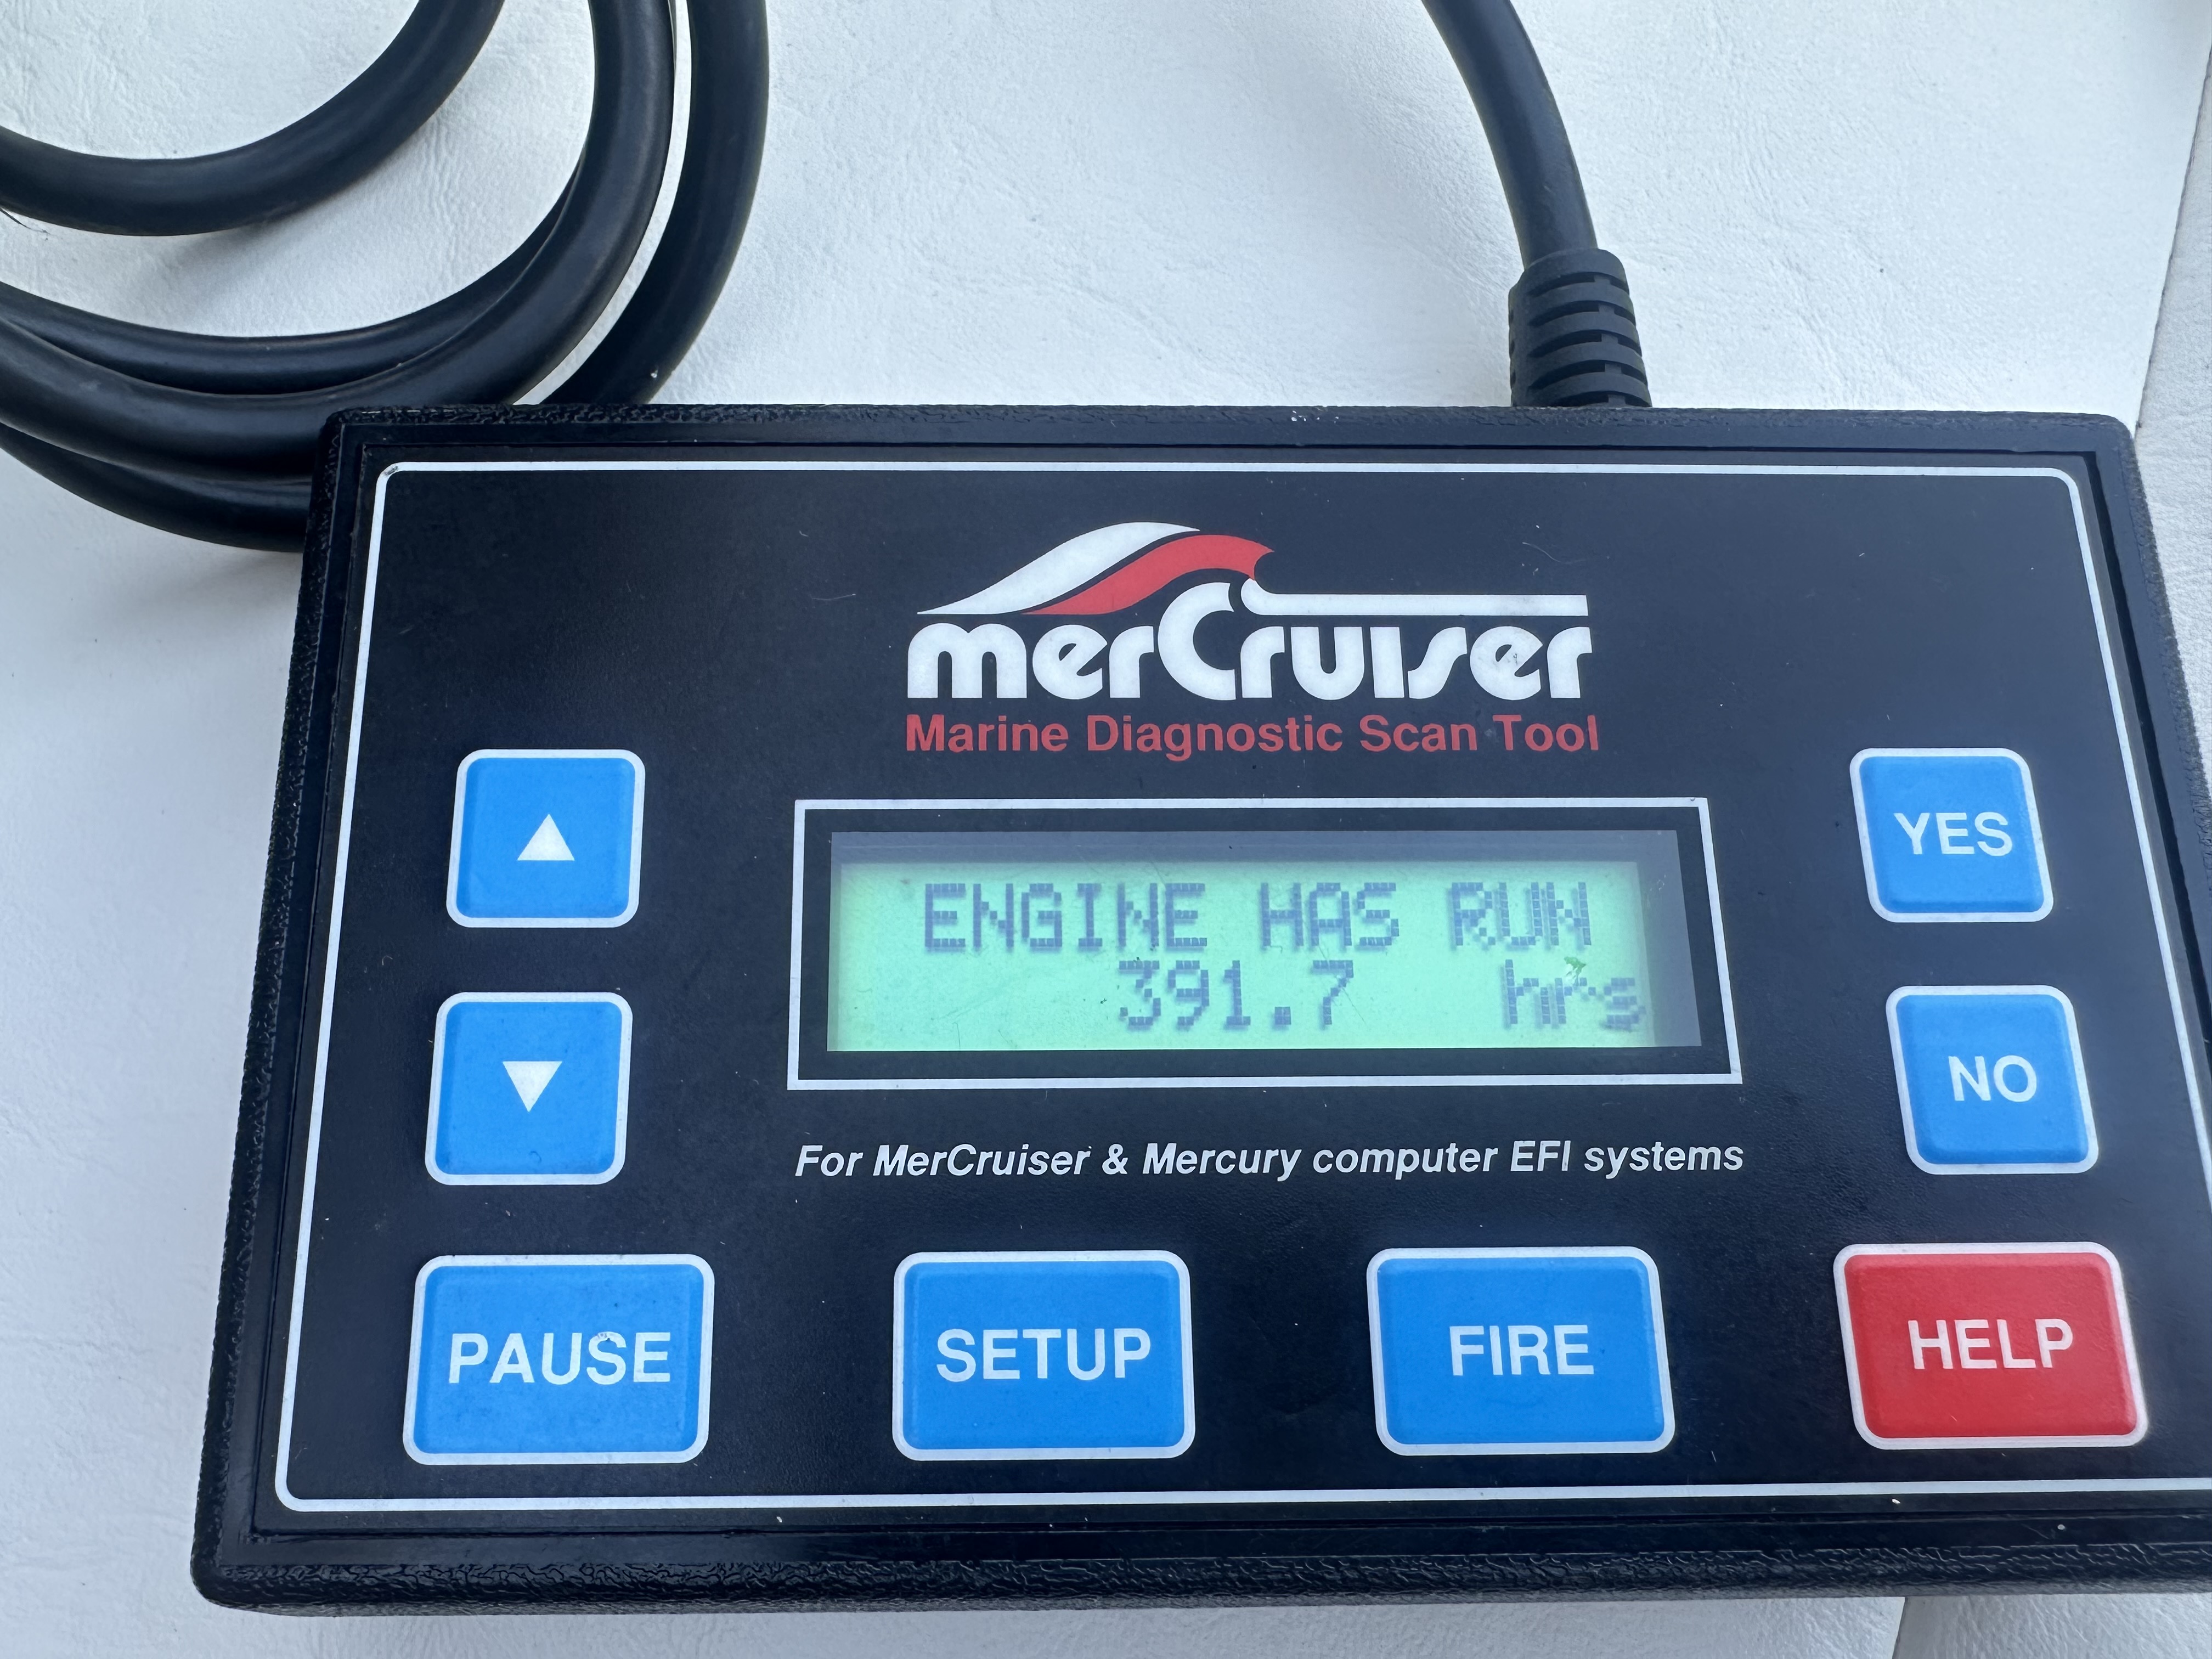 merCruiser
Marine Diagnostic Scan Tool
YES
ENGINE HAS RUN
391.7 hrs
NO
For MerCruiser & Mercury computer EFI systems
PAUSE
SETUP
FIRE
HELP